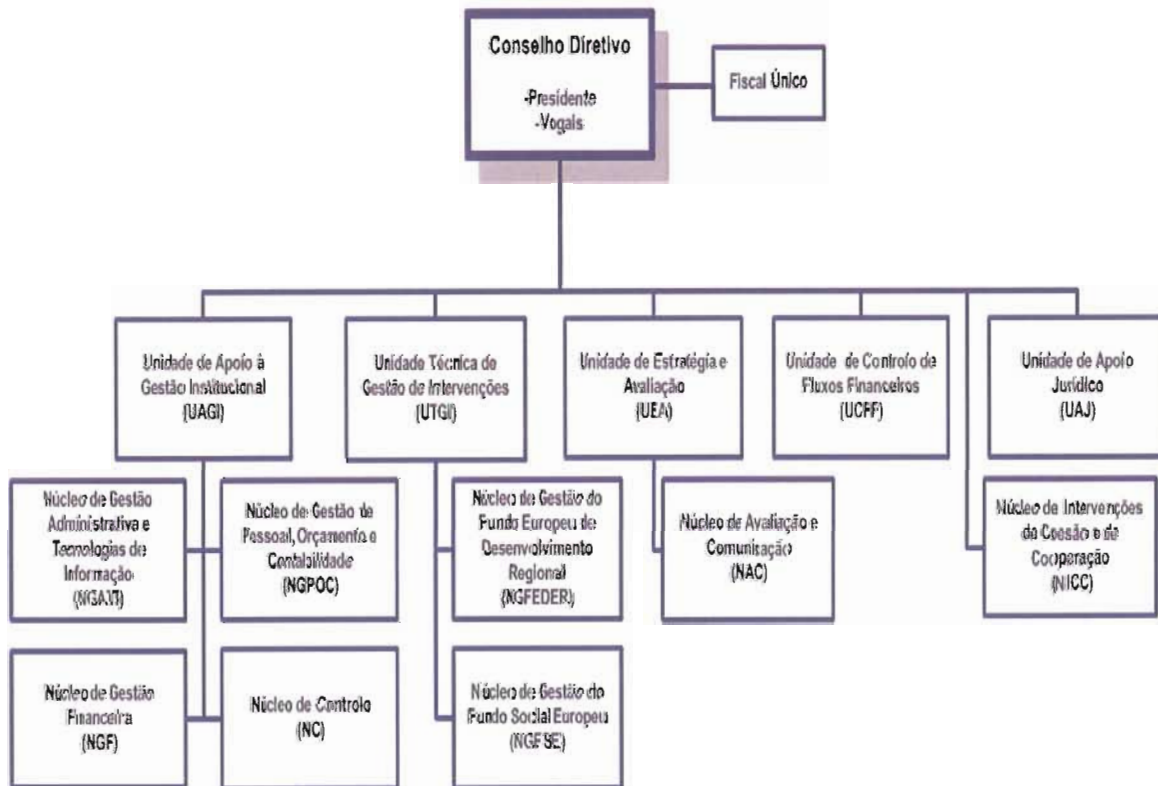 Conselho Diretivo
-Presidente
-Vogais
Fiscal Único
Unidade de Apoio à
Gestão Institucional
(UAGI)
Unidade Técnica de
Gestão de Intervenções
(UTGI)
Unidade de Estratégia e
Avaliação
(UEA)
Unidade de Controlo de
Fluxos Financeiros
(UCFF)
Unidade de Apoio
Jurídico
(UAJ)
Núcleo de Gestão
Administrativa e
Tecnologias de
Informação
Núcleo de Gestão de
Pessoal, Orçamento e
Contabilidade
(NGPOC)
Núcleo de Gestão do
Fundo Europeu de
Desenvolvimento
Regional
(NGFEDER)
Núcleo de Avaliação e
Comunicação
(NAC)
Núcleo de Intervenções
de Coesão e de
Cooperação
(NICC)
Núcleo de Gestão
Financeira
(NGF)
Núcleo de Controlo
(NC)
Núcleo de Gestão do
Fundo Social Europeu
(NGFSE)